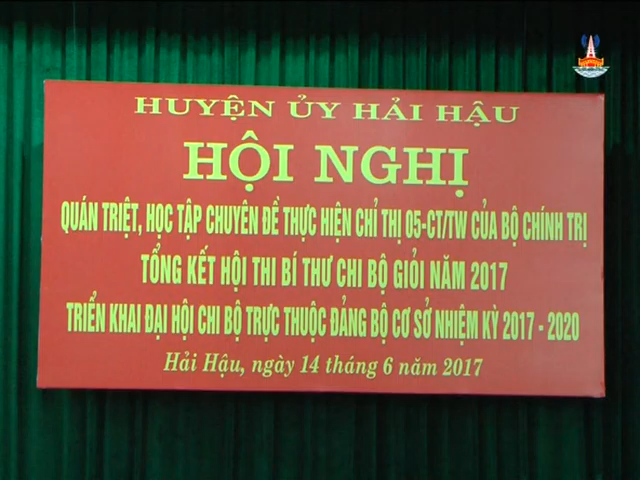 HUYỆN ỦY HẢI HẬU
HỘI NGHỊ
QUÁN TRIỆT, HỌC TẬP CHUYÊN ĐỀ THỰC HIỆN CHỈ THỊ 05-CT/TW CỦA BỘ CHÍNH TRỊ
TỔNG KẾT HỘI THI BÍ THƯ CHI BỘ GIỎI NĂM 2017
TRIỂN KHAI ĐẠI HỘI CHI BỘ TRỰC THUỘC ĐẢNG BỘ CƠ SỞ NHIỆM KỲ 2017 - 2020
Hải Hậu, ngày 14 tháng 6 năm 2017